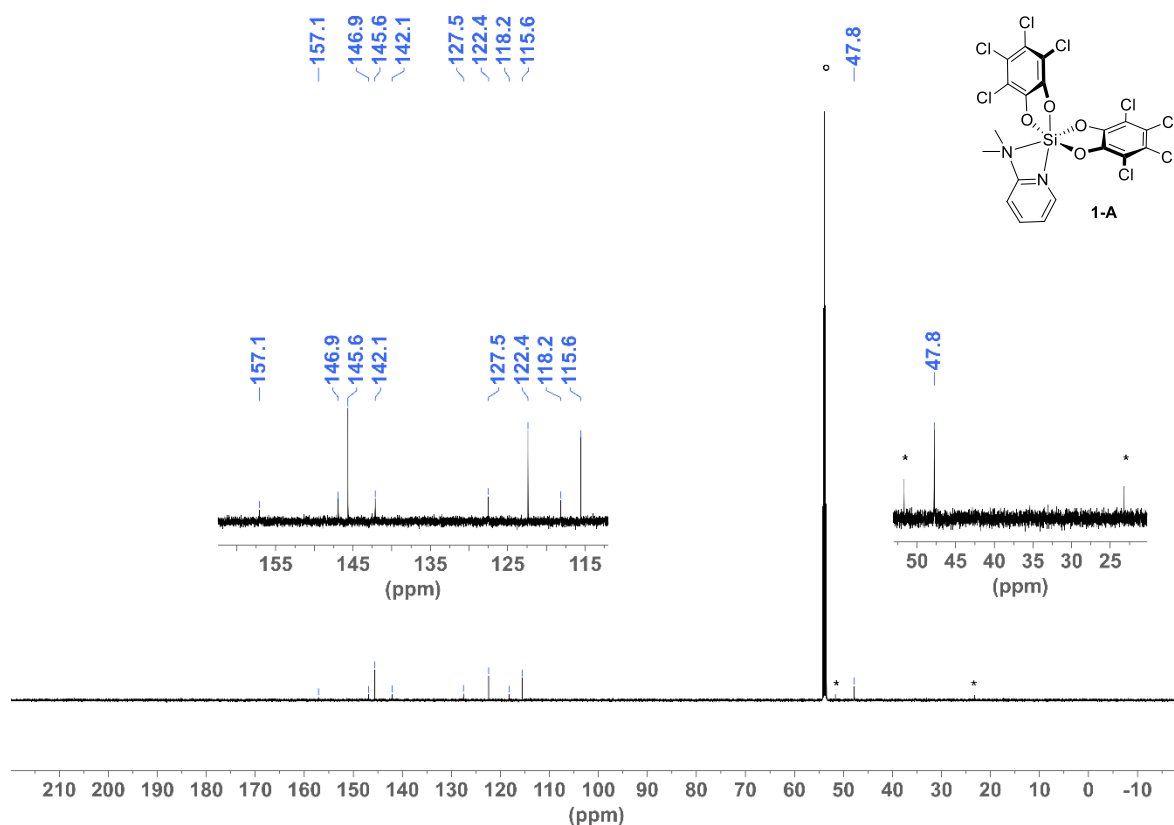 157.1
146.9
145.6
142.1
127.5
122.4
118.2
115.6
°
47.8
Cl
Cl
Cl
Cl
O
O
Si
O
O
Cl
Cl
Cl
Cl
N
N
1-A
157.1
146.9
145.6
142.1
127.5
122.4
118.2
115.6
155 145 135 125 115
(ppm)
47.8
* *
50 45 40 35 30 25
(ppm)
* *
210 200 190 180 170 160 150 140 130 120 110 100 90 80 70 60 50 40 30 20 10 0 -10
(ppm)